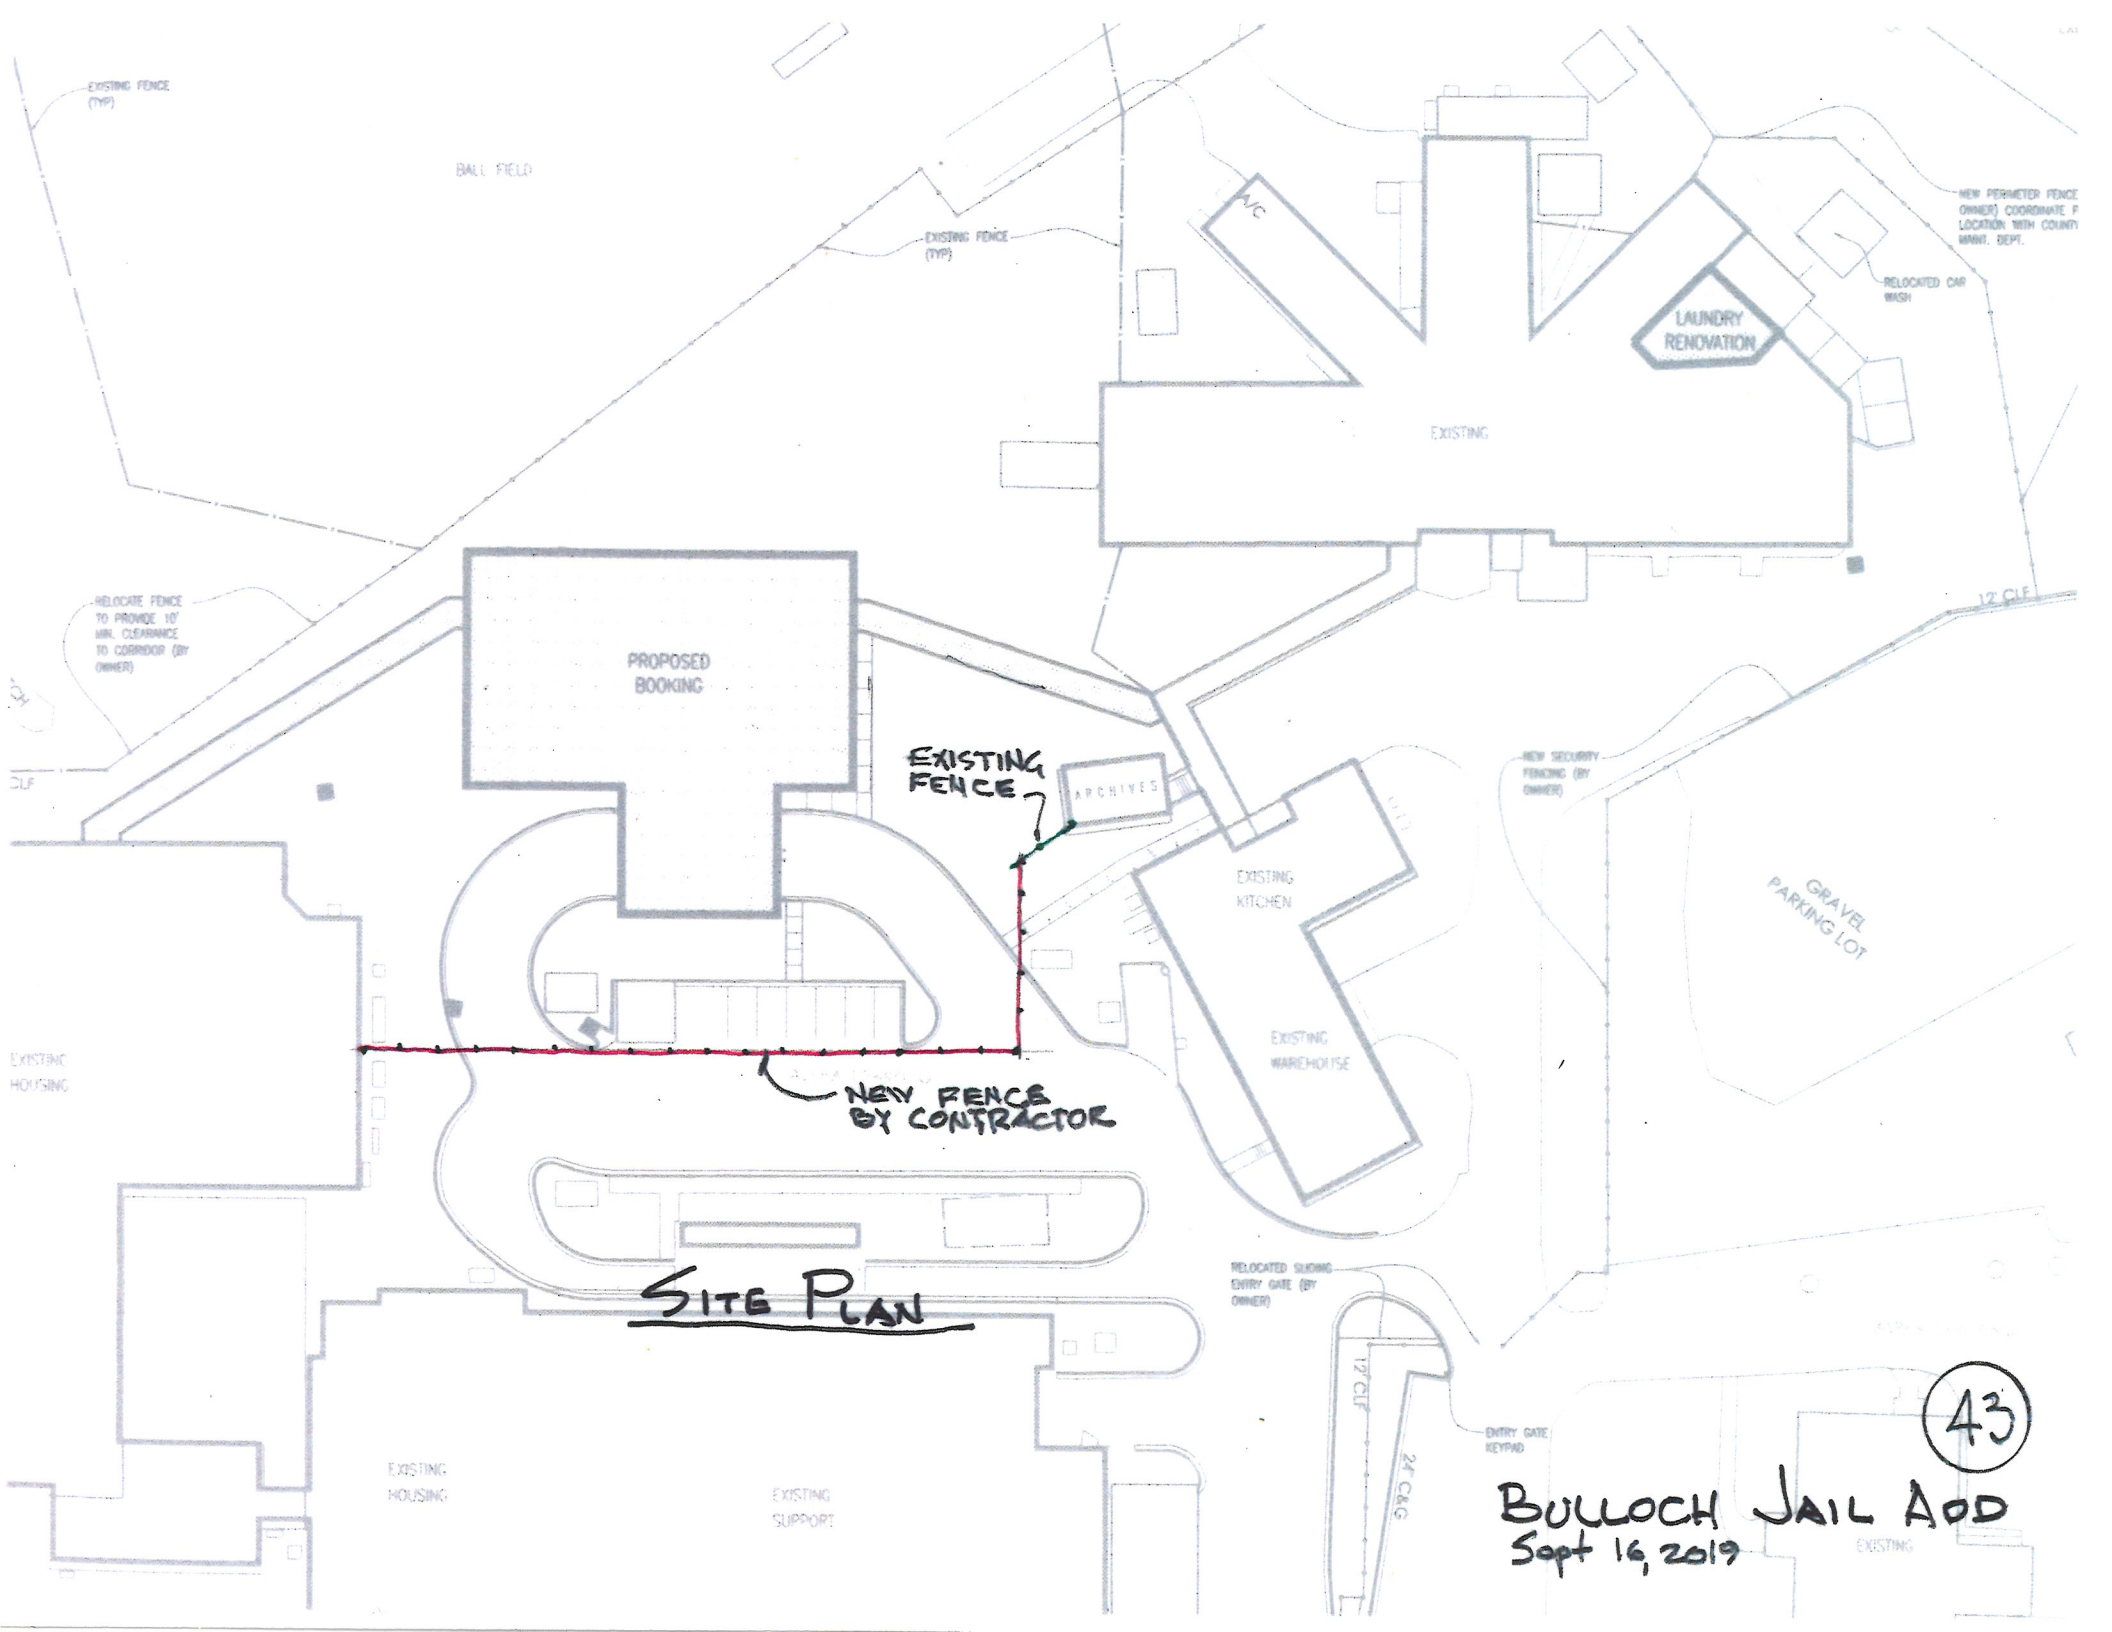 EXISTING FENCE
(TYP)
BALL FIELD
EXISTING FENCE
(TYP)
A/C
NEW PERIMETER FENCE
OWNER) COORDINATE F
LOCATION WITH COUNTY
MAINT. DEPT.
RELOCATED CAR
WASH
LAUNDRY
RENOVATION
EXISTING
12' CLF
RELOCATE FENCE
TO PROVIDE 10'
MIN. CLEARANCE
TO CORRIDOR (BY
OWNER)
CLF
PROPOSED
BOOKING
EXISTING
FENCE
ARCHIVES
NEW SECURITY
FENCING (BY
OWNER)
EXISTING
KITCHEN
GRAVEL
PARKING LOT
EXISTING
WAREHOUSE
EXISTING
HOUSING
NEW FENCE
BY CONTRACTOR
RELOCATED SLIDING
ENTRY GATE (BY
OWNER)
SITE PLAN
12' CLF
24" C&G
ENTRY GATE
KEYPAD
EXISTING
HOUSING
EXISTING
SUPPORT
43
BULLOCH JAIL ADD
Sept 16, 2019
EXISTING